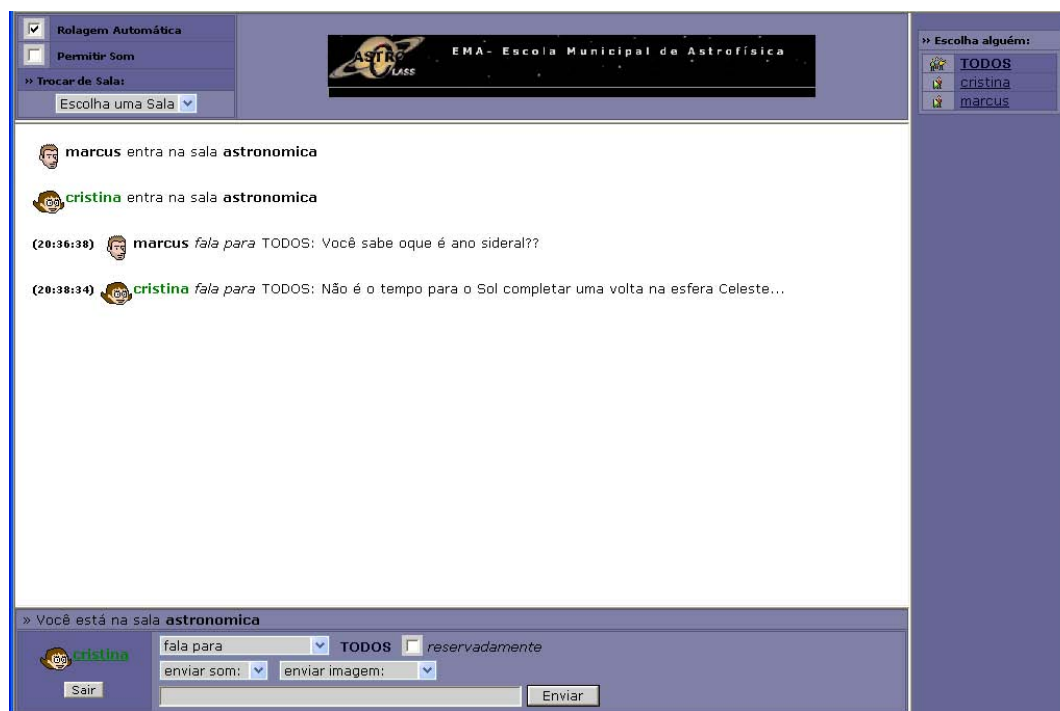 Rolagem Automática
Permitir Som
» Trocar de Sala:
Escolha uma Sala
ASTRO
CLASS
EMA- Escola Municipal de Astrofísica
» Escolha alguém:
TODOS
cristina
marcus
marcus entra na sala astronomica
cristina entra na sala astronomica
(20:36:38) marcus fala para TODOS: Você sabe oque é ano sideral??
(20:38:34) cristina fala para TODOS: Não é o tempo para o Sol completar uma volta na esfera Celeste...
» Você está na sala astronomica
cristina
Sair
fala para TODOS reservadamente
enviar som: enviar imagem:
Enviar